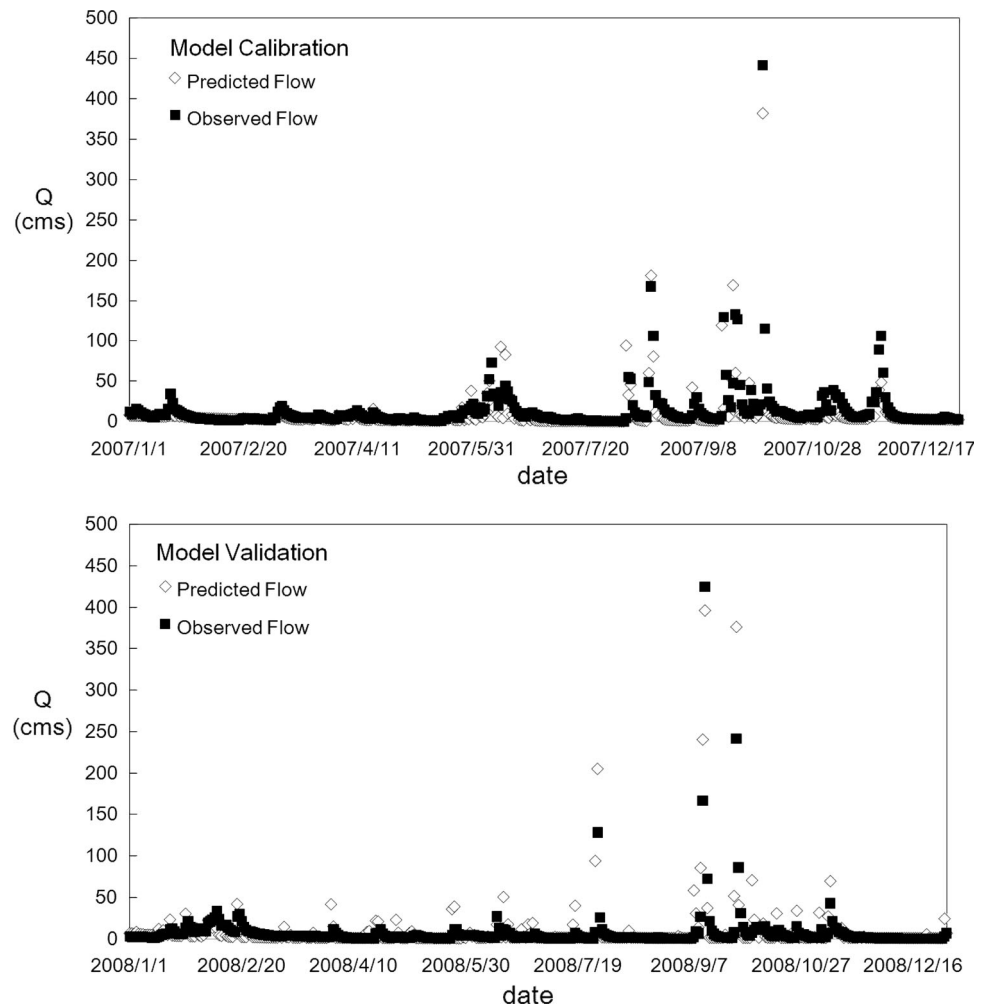 500
Model Calibration
450
Predicted Flow
400
Observed Flow
350
300
Q
(cms)
250
200
150
100
50
0
2007/1/1 2007/2/20 2007/4/11 2007/5/31 2007/7/20 2007/9/8 2007/10/28 2007/12/17
date
500
Model Validation
450
Predicted Flow
400
Observed Flow
350
300
Q
(cms)
250
200
150
100
50
0
2008/1/1 2008/2/20 2008/4/10 2008/5/30 2008/7/19 2008/9/7 2008/10/27 2008/12/16
date